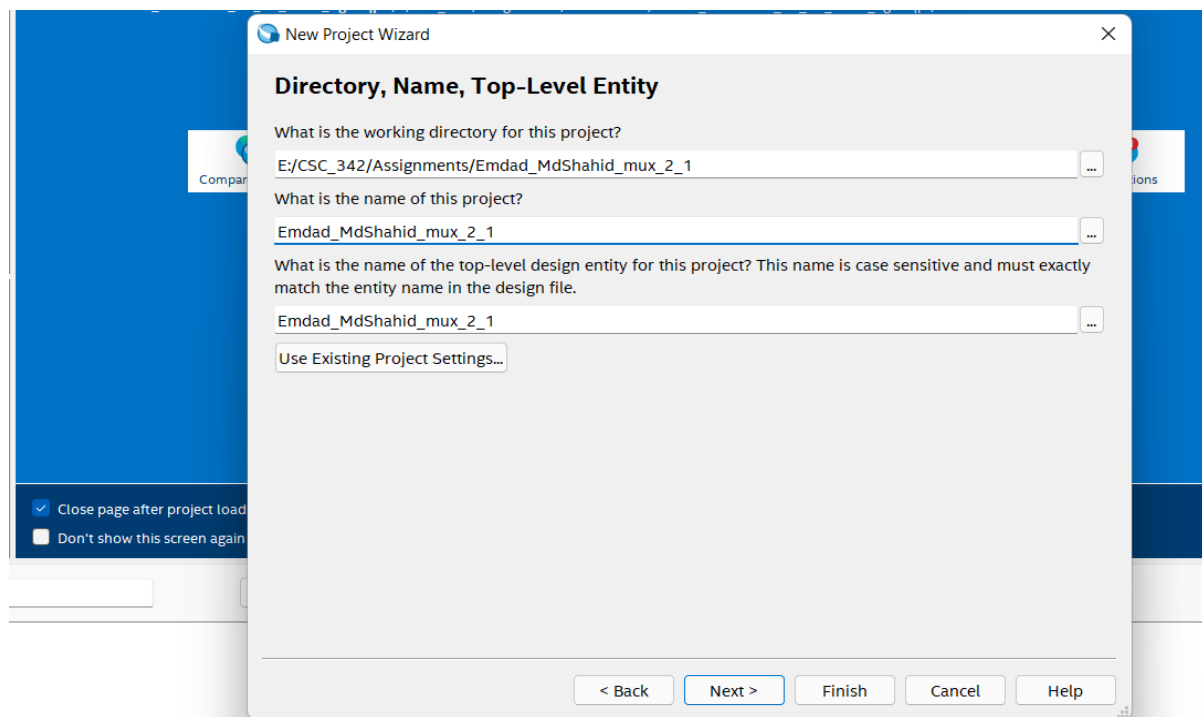 New Project Wizard
Directory, Name, Top-Level Entity
What is the working directory for this project?
E:/CSC_342/Assignments/Emdad_MdShahid_mux_2_1
...
Compar
ions
What is the name of this project?
Emdad_MdShahid_mux_2_1
...
What is the name of the top-level design entity for this project? This name is case sensitive and must exactly
match the entity name in the design file.
Emdad_MdShahid_mux_2_1
...
Use Existing Project Settings...
Close page after project load
Don't show this screen again
< Back
Next >
Finish
Cancel
Help